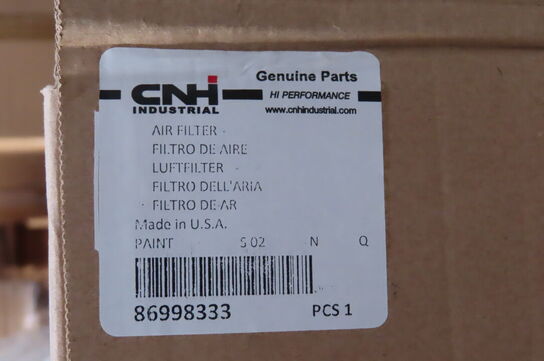 CNH
INDUSTRIAL
Genuine Parts
HI PERFORMANCE
www.cnhindustrial.com
AIR FILTER -
FILTRO DE AIRE
LUFTFILTER -
FILTRO DELL'ARIA
- FILTRO DE AR
Made in U.S.A.
PAINT S 02 N Q
86998333 PCS 1